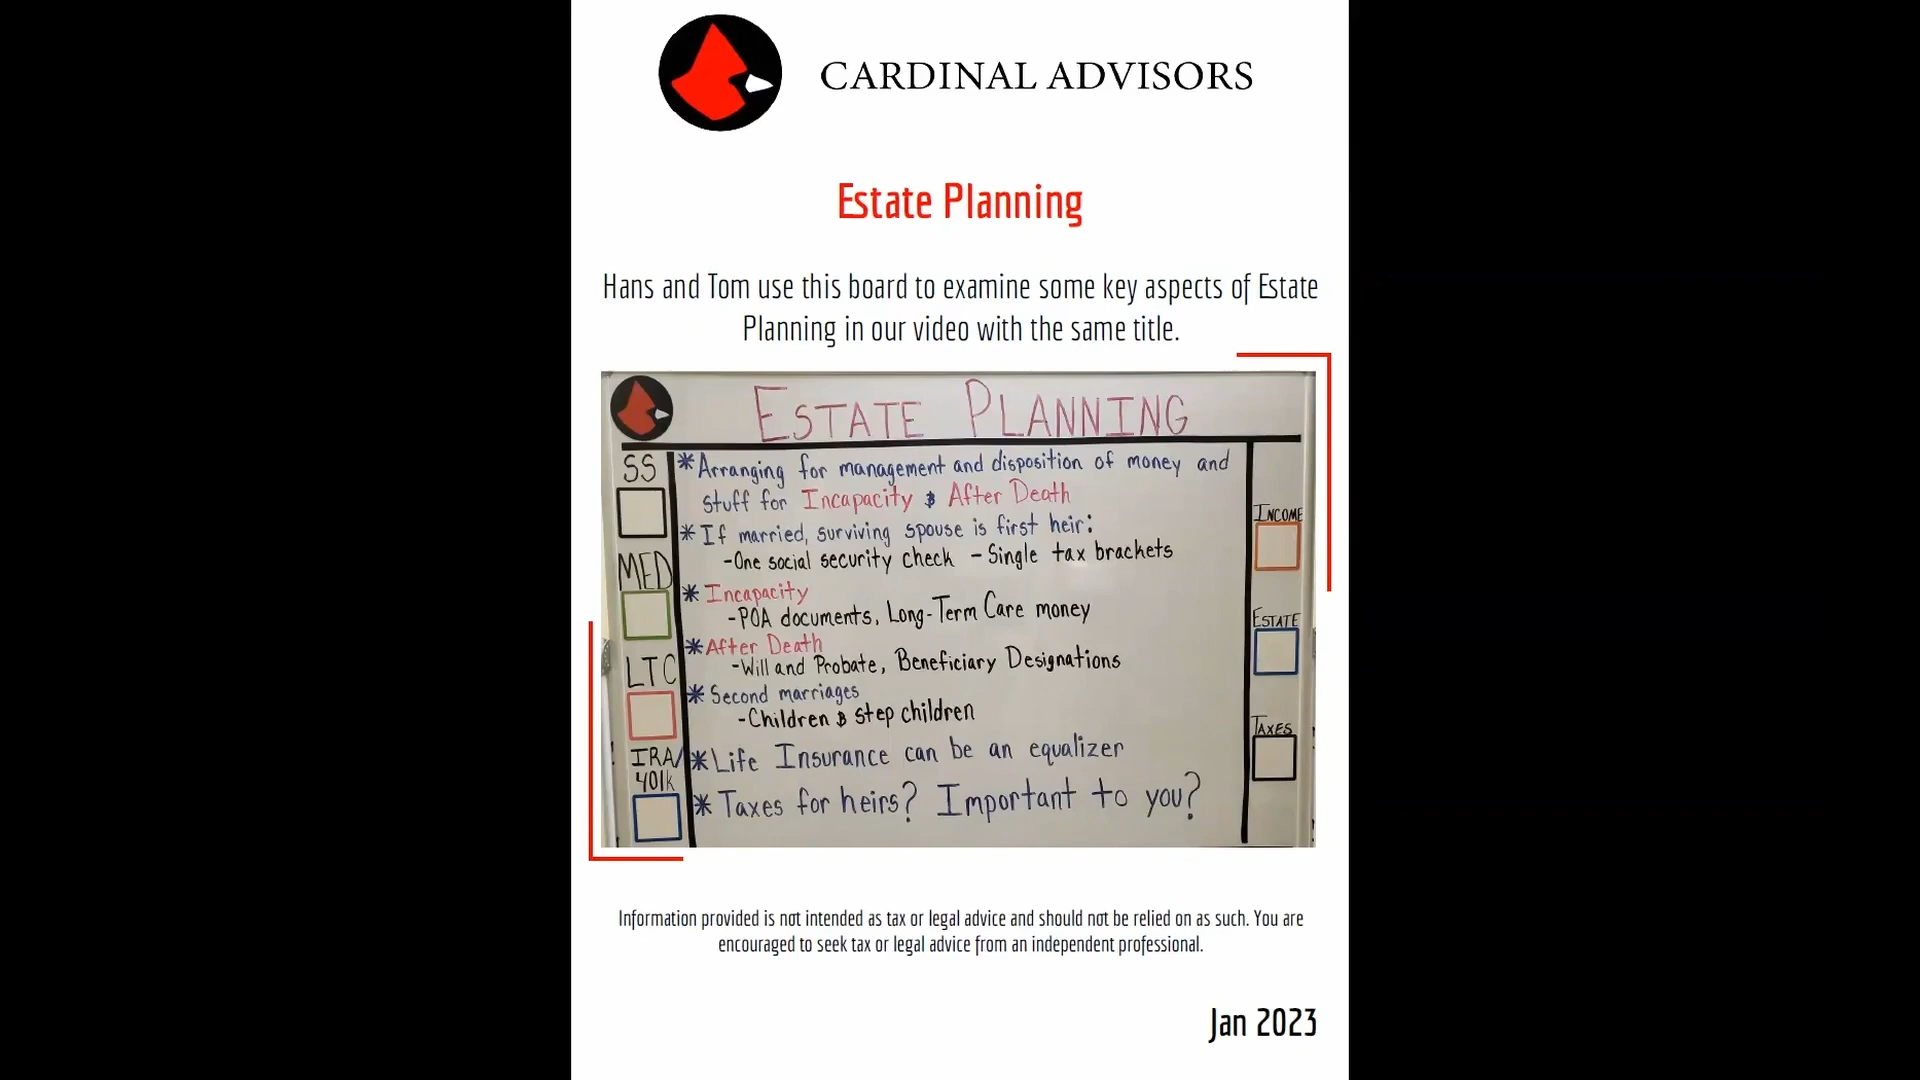 CARDINAL ADVISORS
Estate Planning
Hans and Tom use this board to examine some key aspects of Estate
Planning in our video with the same title.
ESTATE PLANNING
SS
MED
LTC
IRA/
401k
* Arranging for management and disposition of money and
stuff for Incapacity & After Death
* If married, surviving spouse is first heir:
-One social security check - Single tax brackets
* Incapacity
-POA documents, Long-Term Care money
* After Death
-Will and Probate, Beneficiary Designations
* Second marriages
-Children & step children
* Life Insurance can be an equalizer
* Taxes for heirs? Important to you?
INCOME
ESTATE
TAXES
Information provided is not intended as tax or legal advice and should not be relied on as such. You are
encouraged to seek tax or legal advice from an independent professional.
Jan 2023